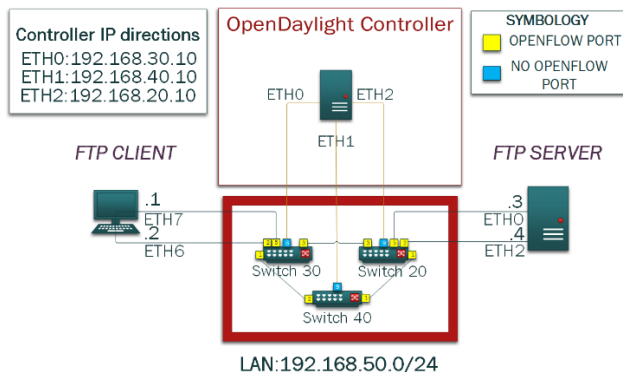 Controller IP directions
ETH0:192.168.30.10
ETH1:192.168.40.10
ETH2:192.168.20.10
OpenDaylight Controller
SYMBOLOGY
OPENFLOW PORT
NO OPENFLOW
PORT
ETH0
ETH2
ETH1
FTP CLIENT
FTP SERVER
.1
ETH7
.2
ETH6
.3
ETH0
.4
ETH2
Switch 30
Switch 20
Switch 40
LAN:192.168.50.0/24